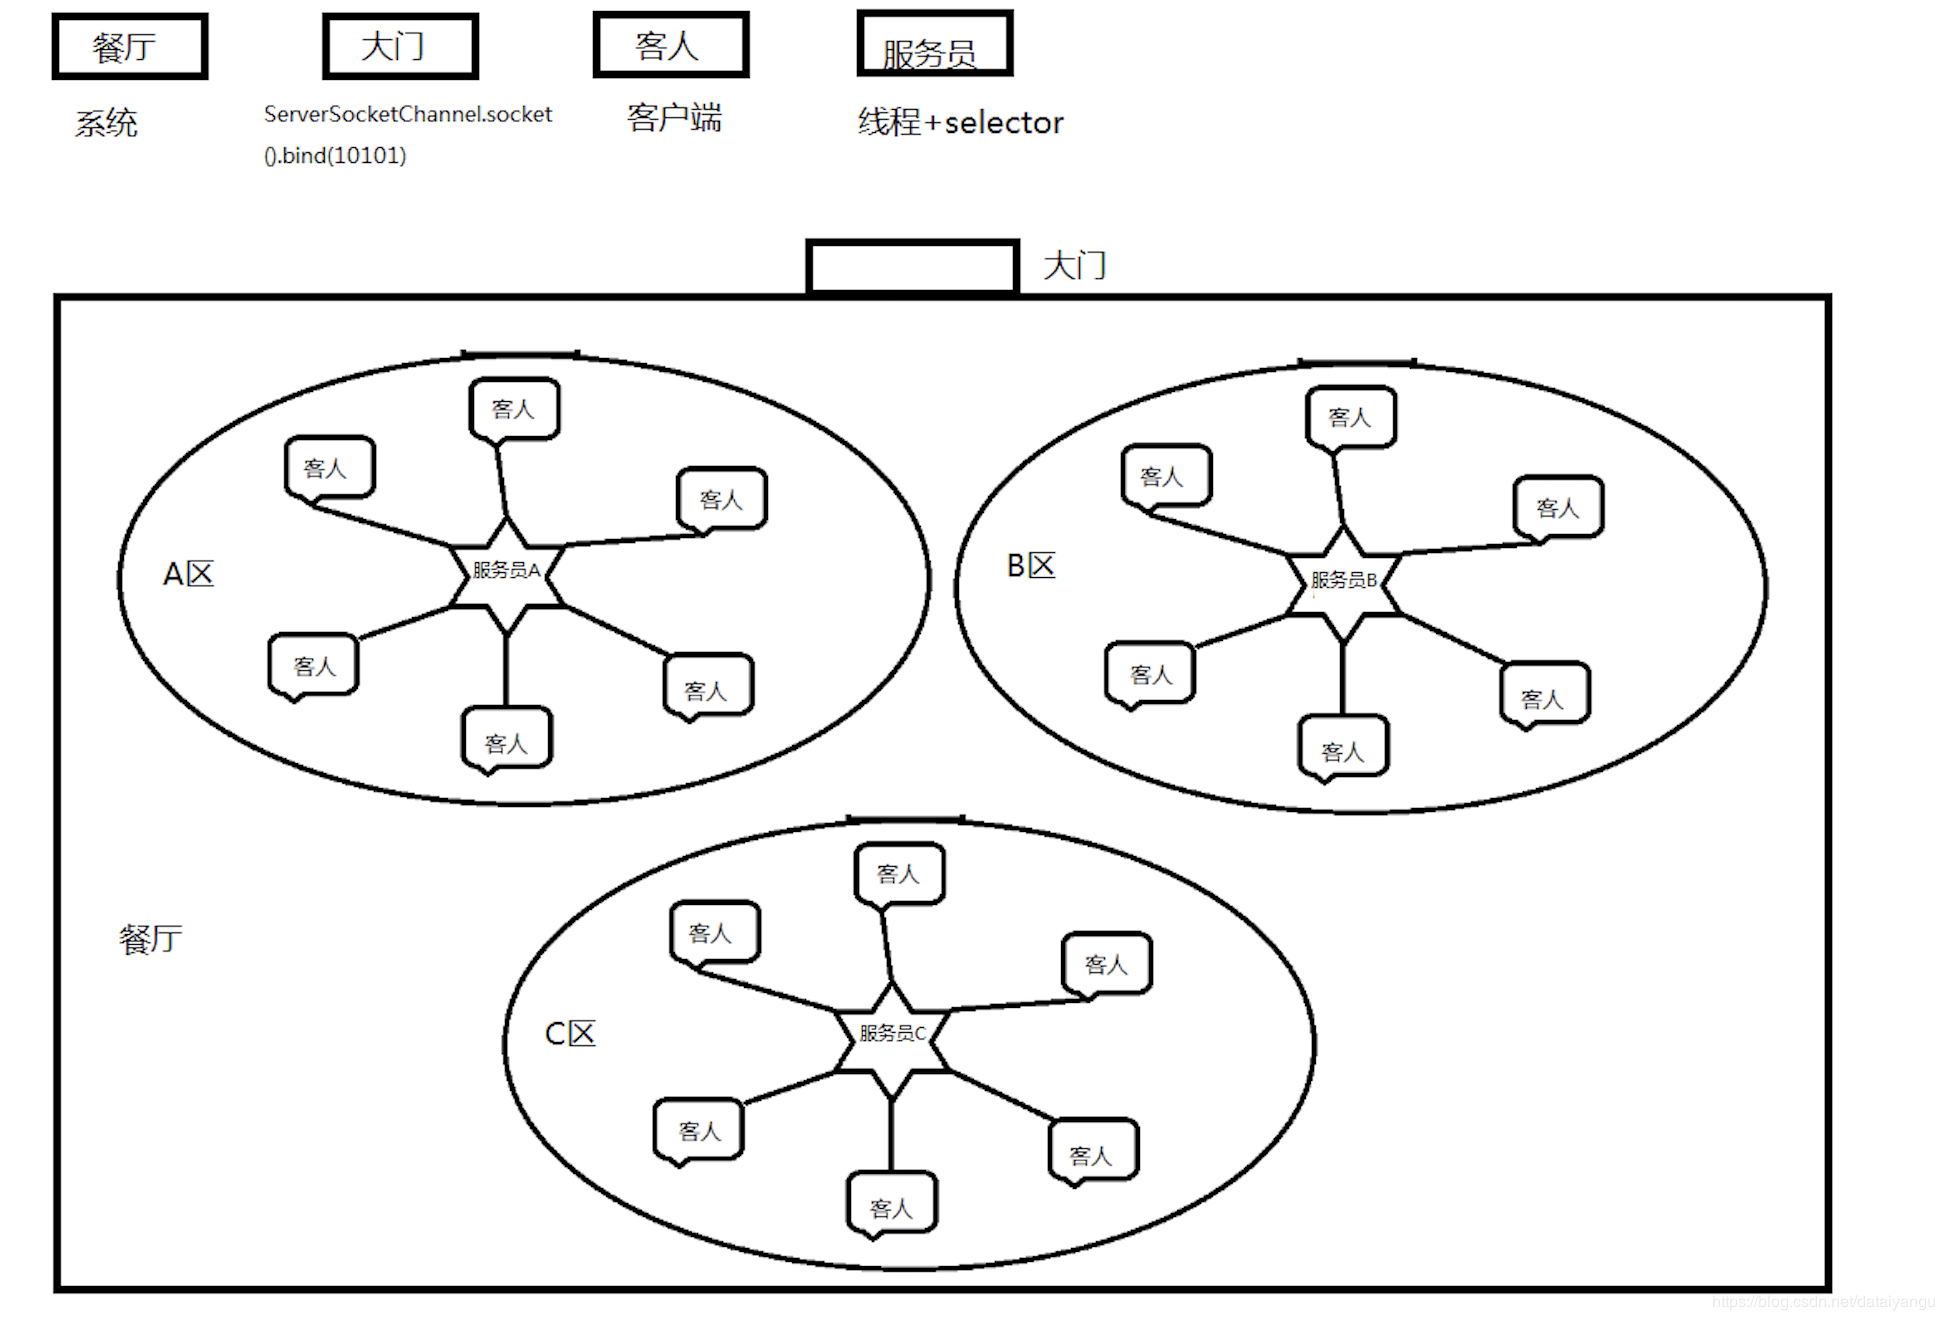 餐厅
大门
客人
服务员
系统
ServerSocketChannel.socket
().bind(10101)
客户端
线程+selector
大门
客人
客人
客人
A区
服务员A
客人
客人
客人
客人
客人
客人
B区
服务员B
客人
客人
客人
餐厅
客人
客人
客人
C区
服务员C
客人
客人
客人
https://blog.csdn.net/dataiyangu